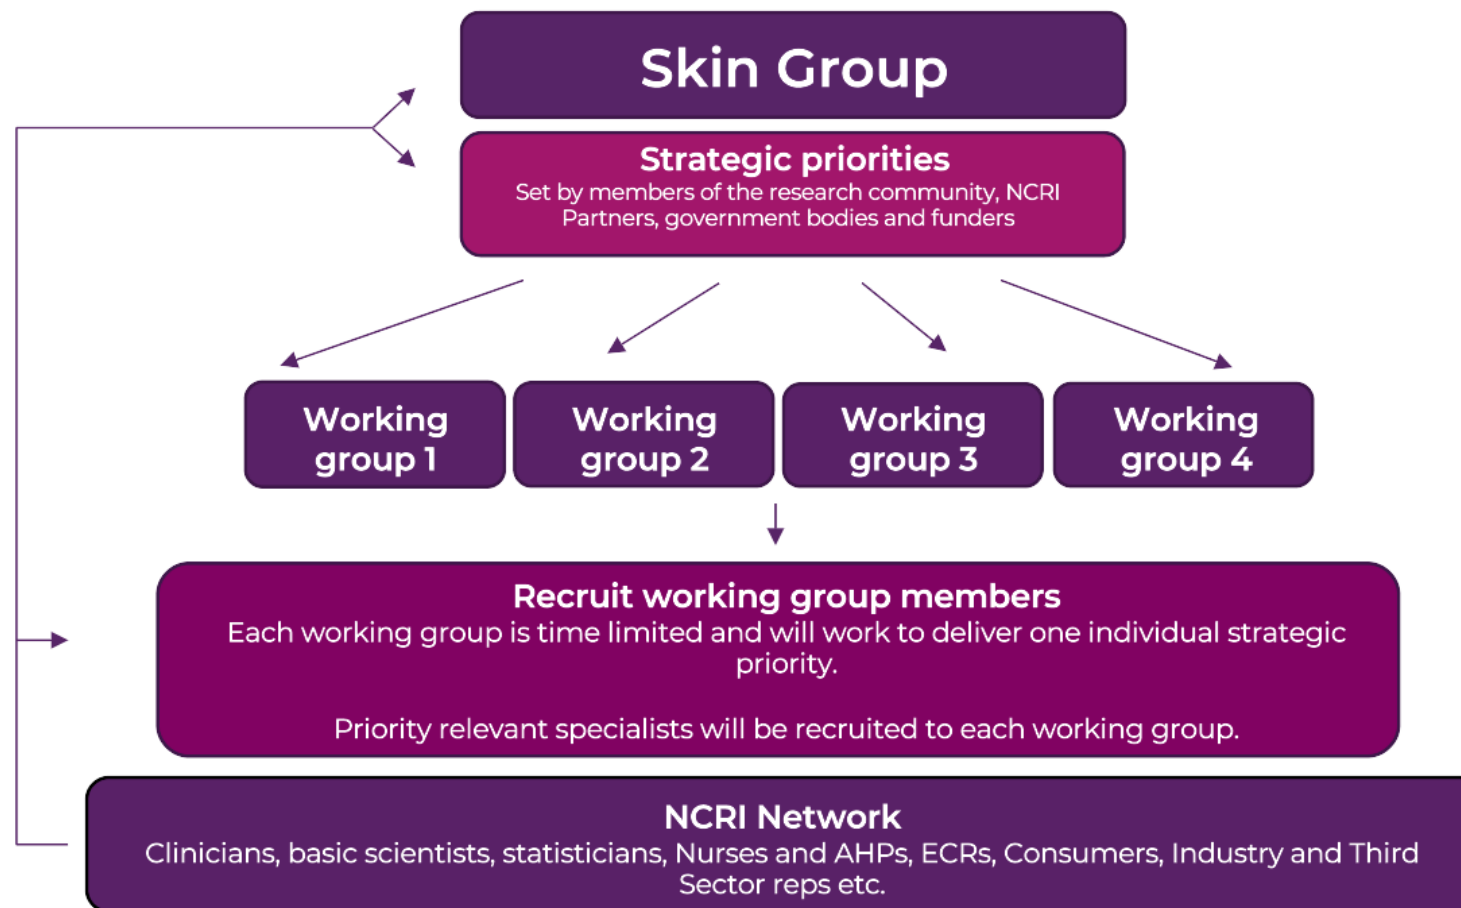 Skin Group
Strategic priorities
Set by members of the research community, NCRI
Partners, government bodies and funders
Working
group 1
Working
group 2
Working
group 3
Working
group 4
Recruit working group members
Each working group is time limited and will work to deliver one individual strategic
priority.
Priority relevant specialists will be recruited to each working group.
NCRI Network
Clinicians, basic scientists, statisticians, Nurses and AHPs, ECRs, Consumers, Industry and Third
Sector reps etc.